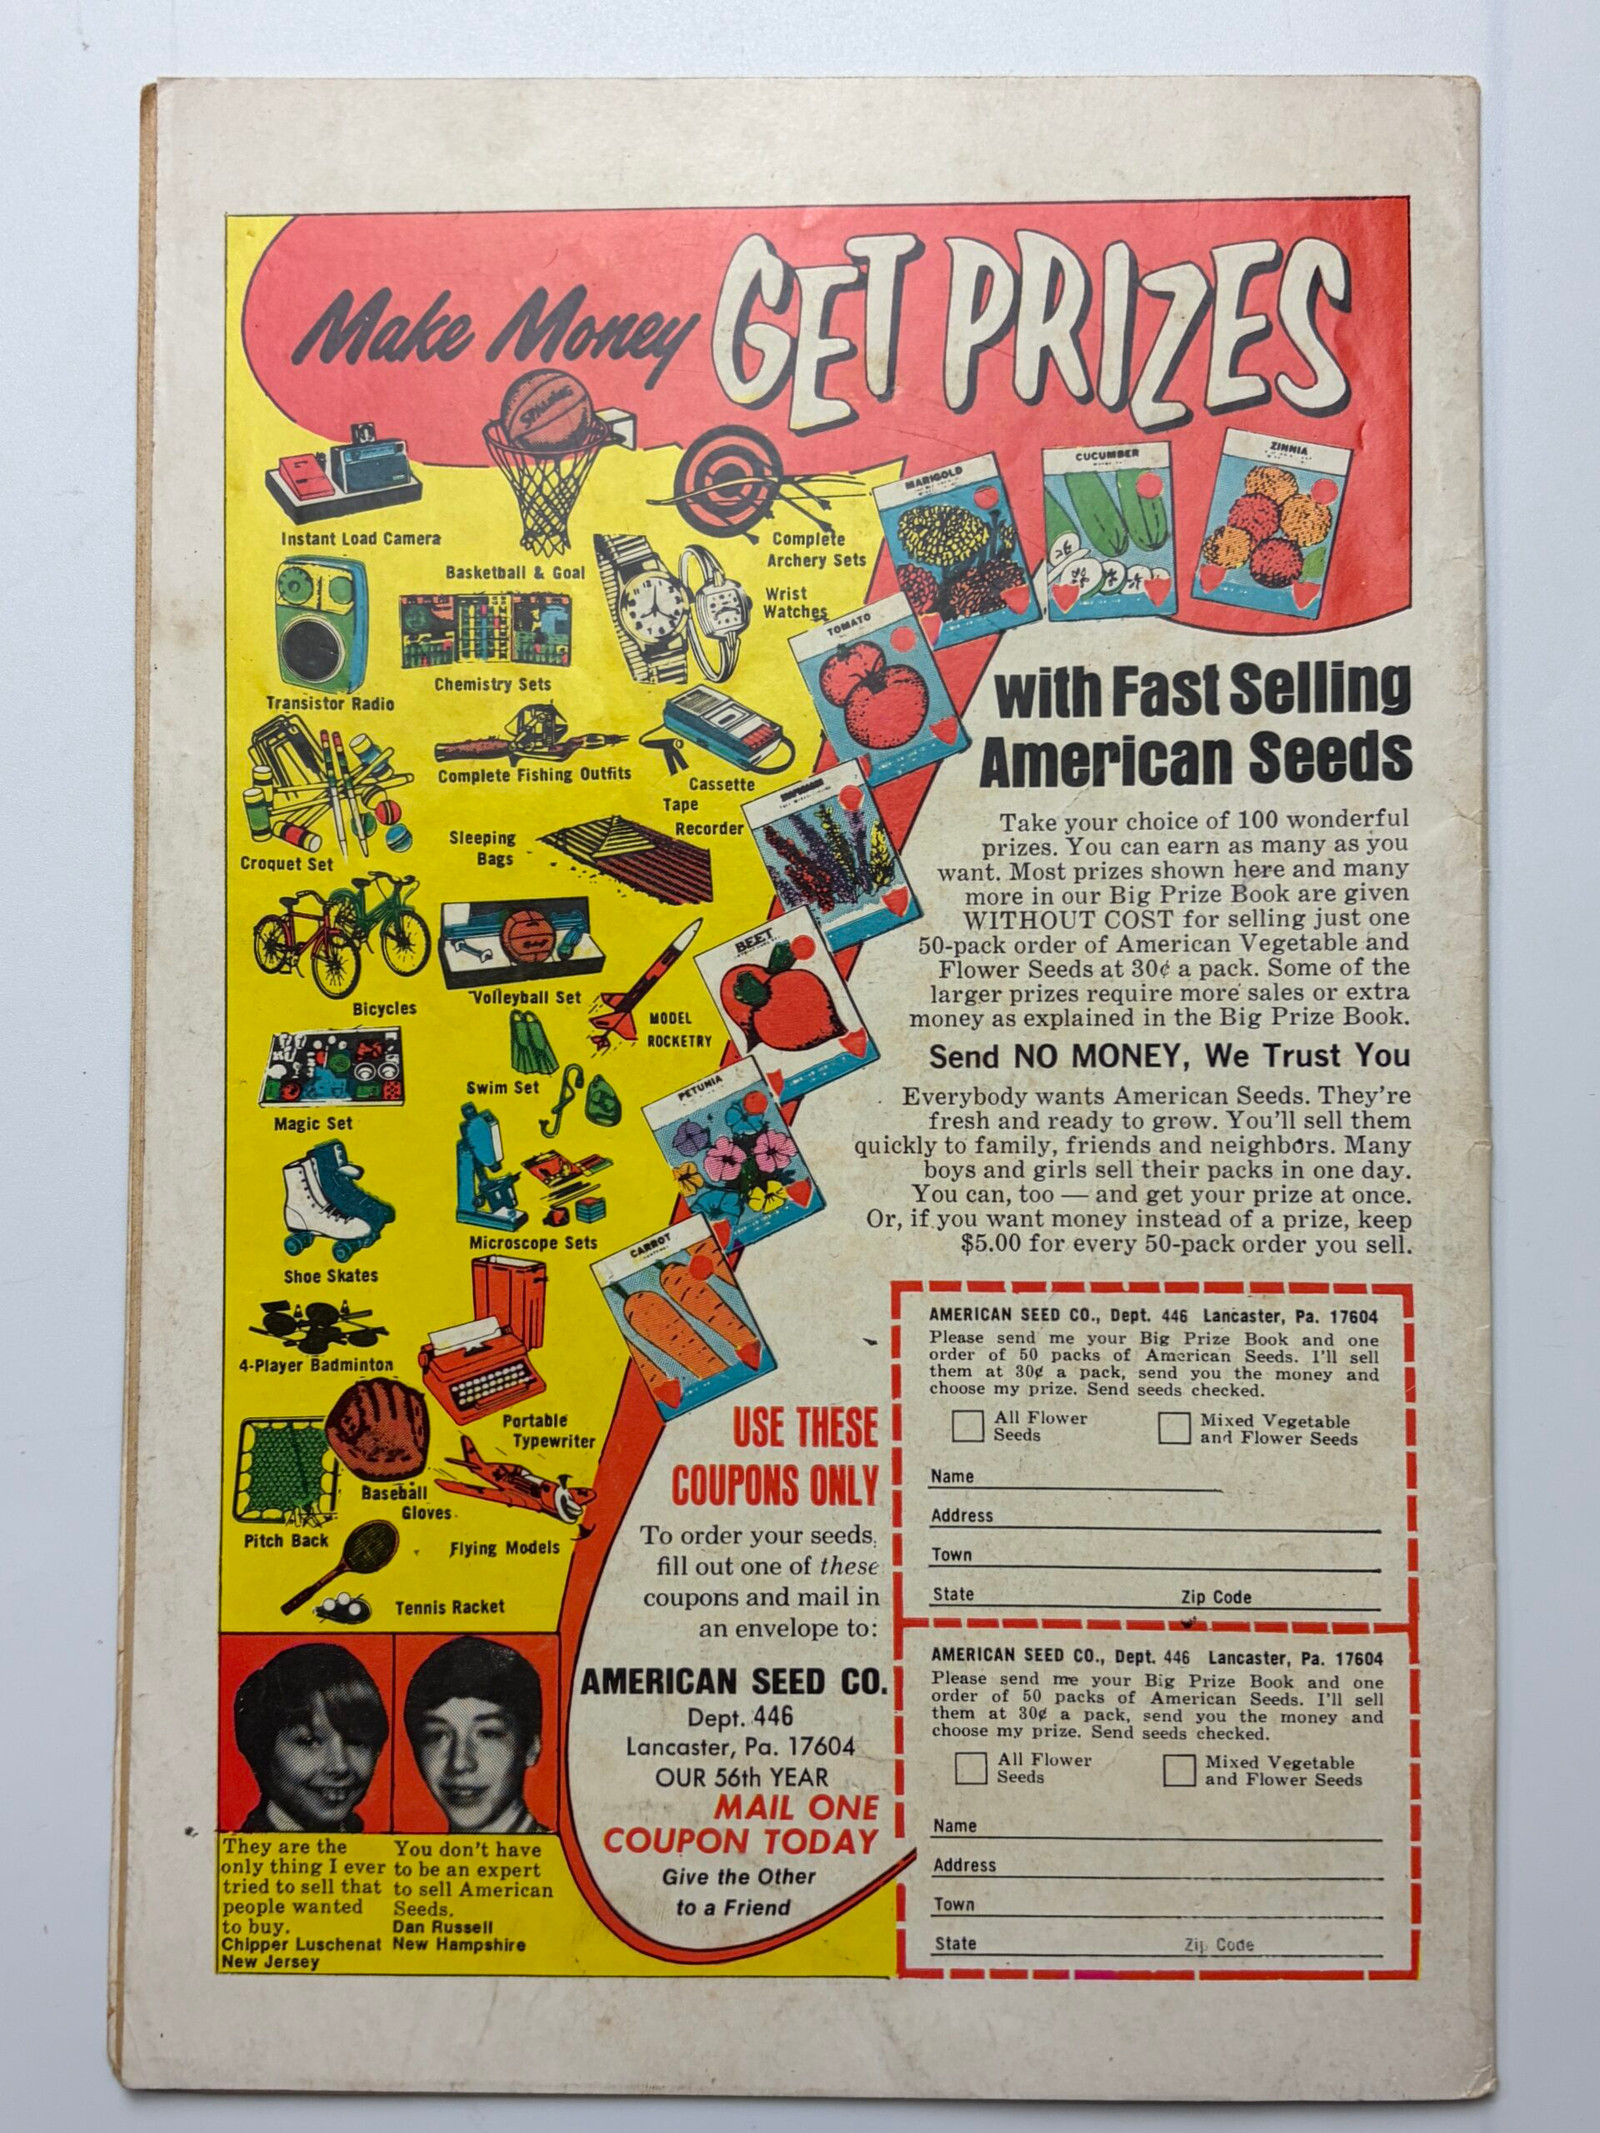 Make Money GET PRIZES
SPALDING
Instant Load Camera
Basketball & Goal
Complete
Archery Sets
Wrist
Watches
Transistor Radio
Chemistry Sets
Complete Fishing Outfits
Cassette
Tape
Recorder
Croquet Set
Sleeping
Bags
Bicycles
Volleyball Set
MODEL
ROCKETRY
Magic Set
Swim Set
Shoe Skates
Microscope Sets
4-Player Badminton
Portable
Typewriter
Pitch Back
Baseball
Gloves
Flying Models
Tennis Racket
MARIGOLD
CUCUMBER
ZINNIA
TOMATO
BEET
PETUNIA
CARROT
with Fast Selling
American Seeds
Take your choice of 100 wonderful
prizes. You can earn as many as you
want. Most prizes shown here and many
more in our Big Prize Book are given
WITHOUT COST for selling just one
50-pack order of American Vegetable and
Flower Seeds at 30¢ a pack. Some of the
larger prizes require more sales or extra
money as explained in the Big Prize Book.
Send NO MONEY, We Trust You
Everybody wants American Seeds. They're
fresh and ready to grow. You'll sell them
quickly to family, friends and neighbors. Many
boys and girls sell their packs in one day.
You can, too — and get your prize at once.
Or, if you want money instead of a prize, keep
$5.00 for every 50-pack order you sell.
USE THESE
COUPONS ONLY
To order your seeds,
fill out one of these
coupons and mail in
an envelope to:
AMERICAN SEED CO.
Dept. 446
Lancaster, Pa. 17604
OUR 56th YEAR
MAIL ONE
COUPON TODAY
Give the Other
to a Friend
AMERICAN SEED CO., Dept. 446 Lancaster, Pa. 17604
Please send me your Big Prize Book and one
order of 50 packs of American Seeds. I'll sell
them at 30¢ a pack, send you the money and
choose my prize. Send seeds checked.
All Flower
Seeds
Mixed Vegetable
and Flower Seeds
Name
Address
Town
State Zip Code
AMERICAN SEED CO., Dept. 446 Lancaster, Pa. 17604
Please send me your Big Prize Book and one
order of 50 packs of American Seeds. I'll sell
them at 30¢ a pack, send you the money and
choose my prize. Send seeds checked.
All Flower
Seeds
Mixed Vegetable
and Flower Seeds
Name
Address
Town
State Zip Code
They are the
only thing I ever
tried to sell that
people wanted
to buy.
Chipper Luschenat
New Jersey
You don't have
to be an expert
to sell American
Seeds.
Dan Russell
New Hampshire